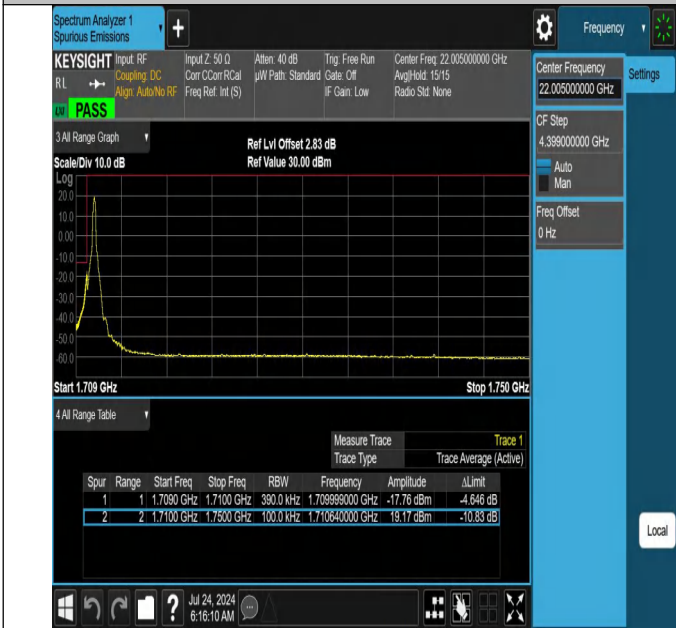 Spectrum Analyzer 1
Spurious Emissions
+
Frequency
KEYSIGHT Input: RF Input Z: 50 Ω Atten: 40 dB Trig: Free Run Center Freq: 22.005000000 GHz
RL Coupling: DC Corr CCorr RCal µW Path: Standard Gate: Off Avg|Hold: 15/15
Align: Auto/No RF Freq Ref: Int (S) IF Gain: Low Radio Std: None
PASS
Center Frequency
22.005000000 GHz
Settings
CF Step
4.399000000 GHz
Auto
Man
Freq Offset
0 Hz
3 All Range Graph
Ref Lvl Offset 2.83 dB
Scale/Div 10.0 dB Ref Value 30.00 dBm
Log
20.0
10.0
0.00
-10.0
-20.0
-30.0
-40.0
-50.0
-60.0
Start 1.709 GHz Stop 1.750 GHz
4 All Range Table
Measure Trace Trace 1
Trace Type Trace Average (Active)
Spur Range Start Freq Stop Freq RBW Frequency Amplitude ΔLimit
1 1 1.7090 GHz 1.7100 GHz 390.0 kHz 1.709999000 GHz -17.76 dBm -4.646 dB
2 2 1.7100 GHz 1.7500 GHz 100.0 kHz 1.710640000 GHz 19.17 dBm -10.83 dB
Local
? Jul 24, 2024
6:16:10 AM